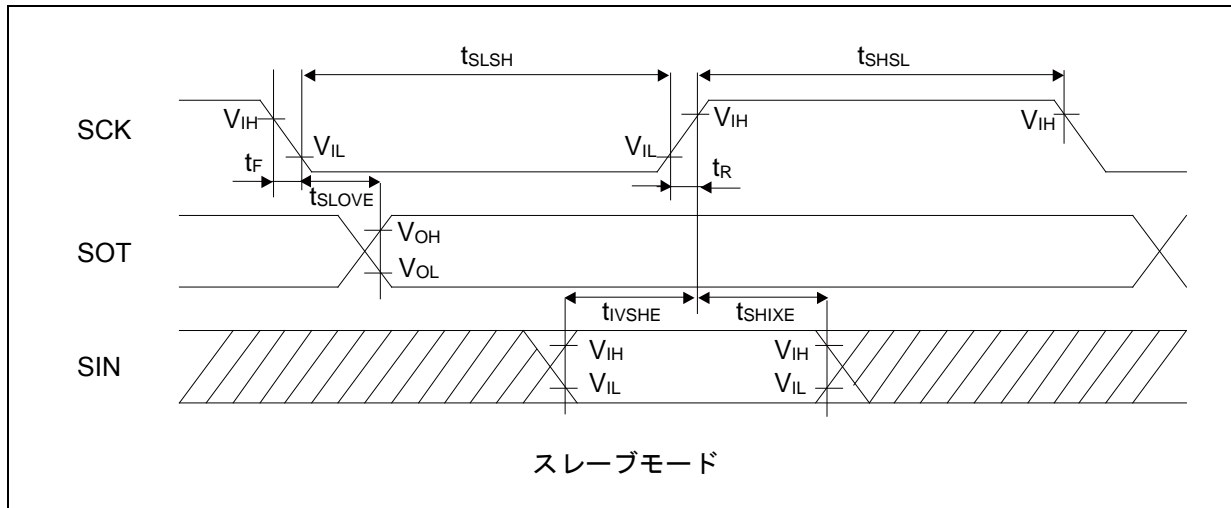 tSLSH tSHSL
SCK VIH VIL VIL VIH VIH
tF tR
tSLOVE
SOT VOH
VOL
tIVSHE tSHIXE
SIN VIH VIH
VIL VIL
スレーブモード